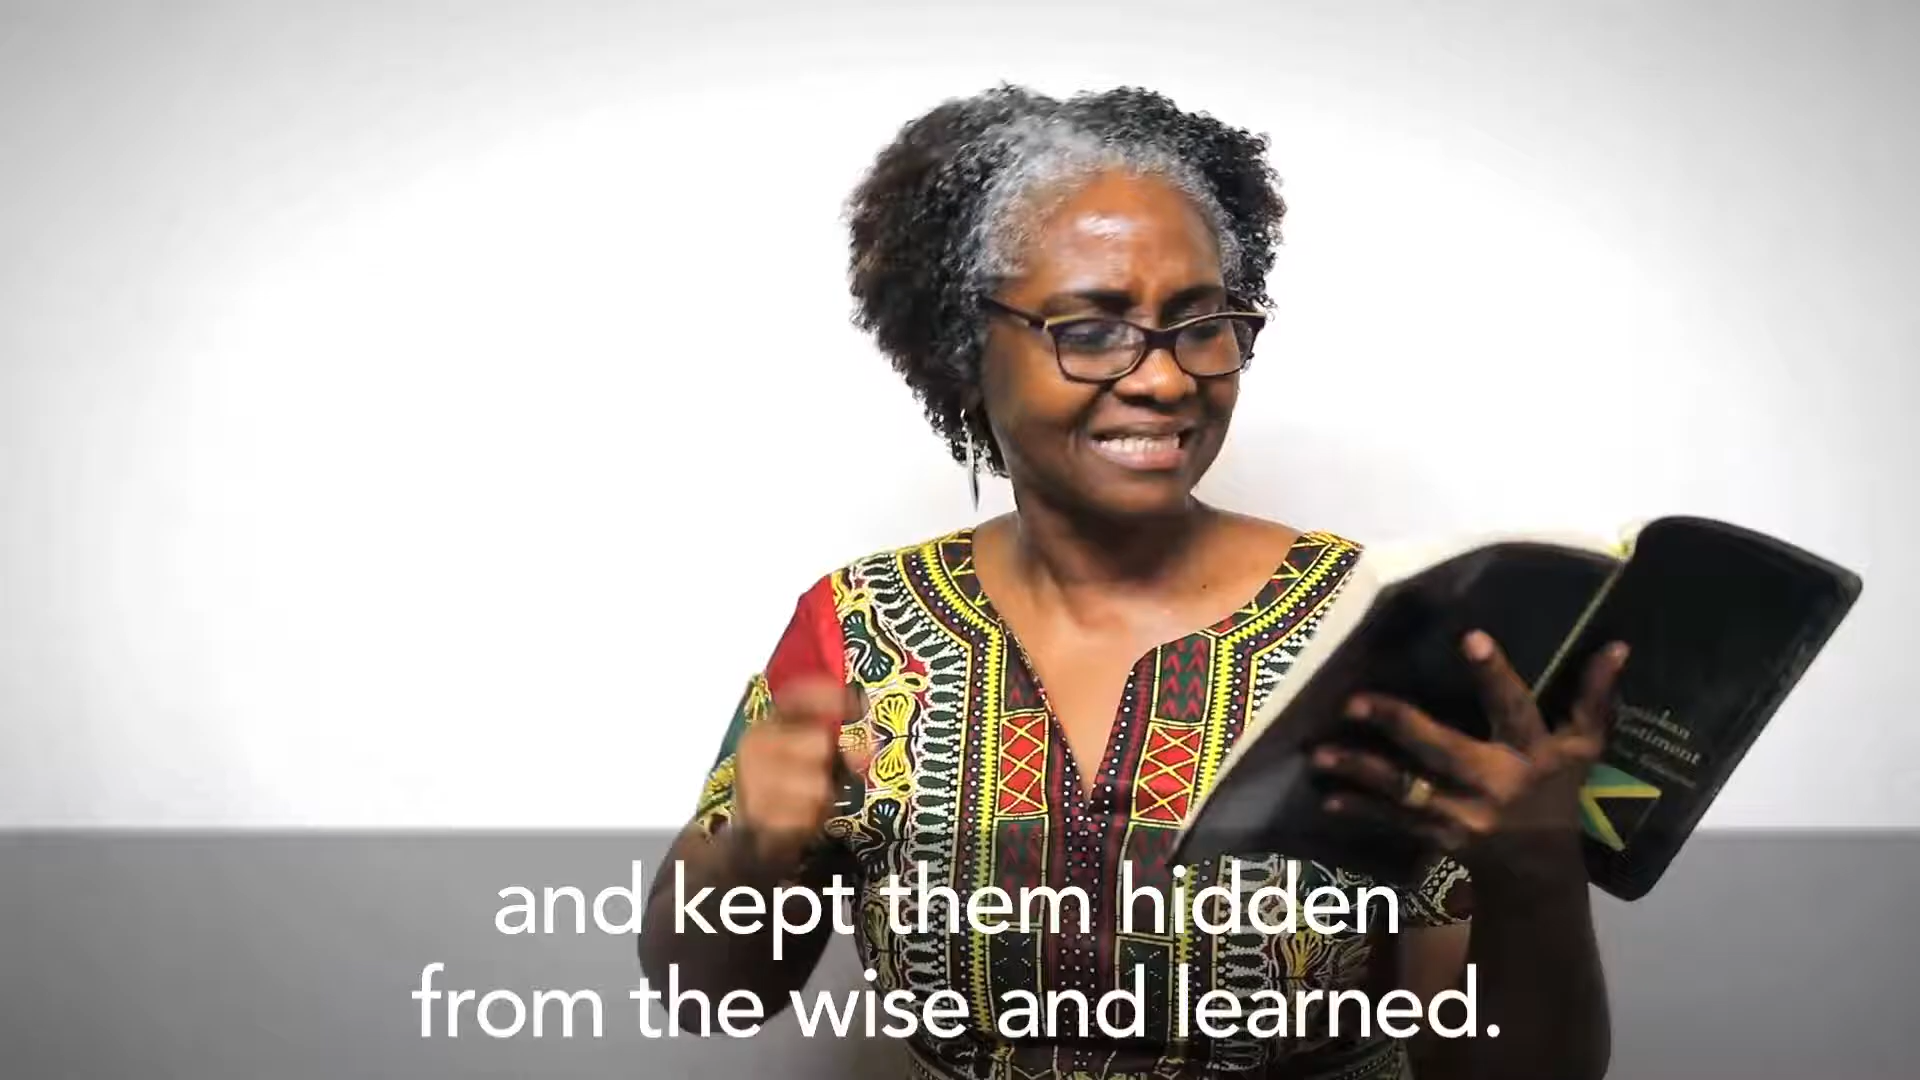 and kept them hidden
from the wise and learned.